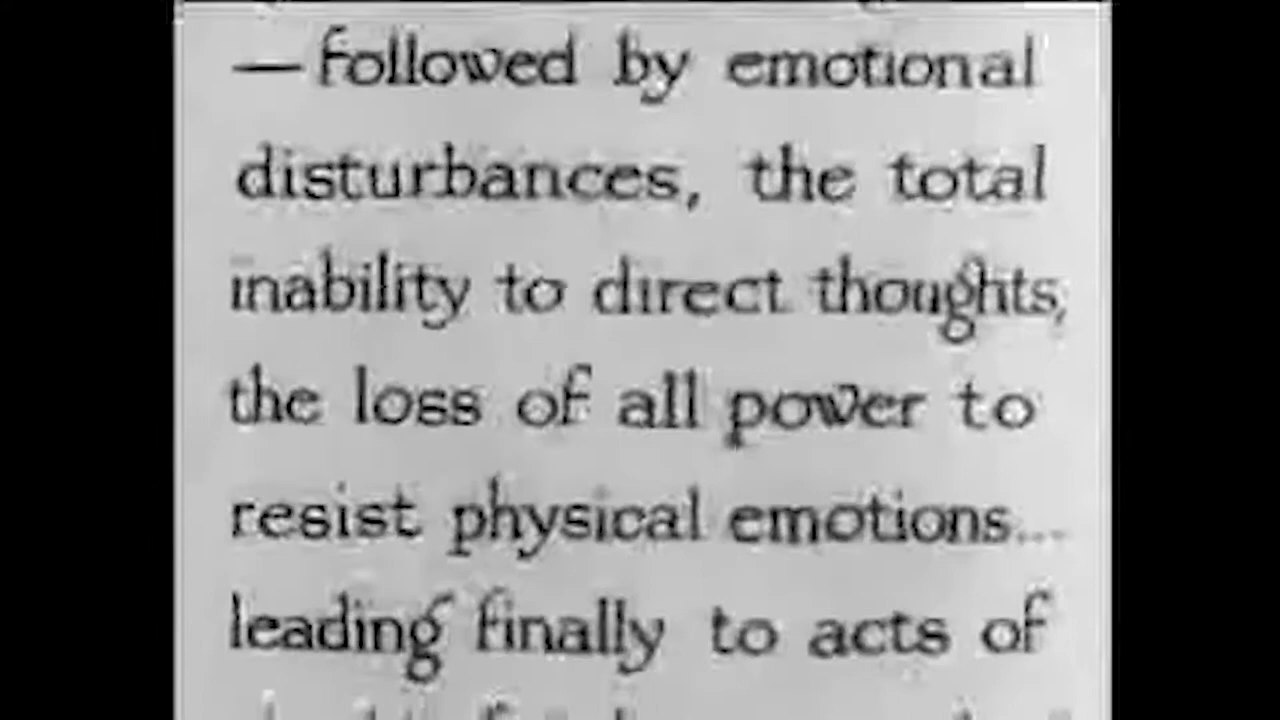 —followed by emotional
disturbances, the total
inability to direct thoughts,
the loss of all power to
resist physical emotions...
leading finally to acts of